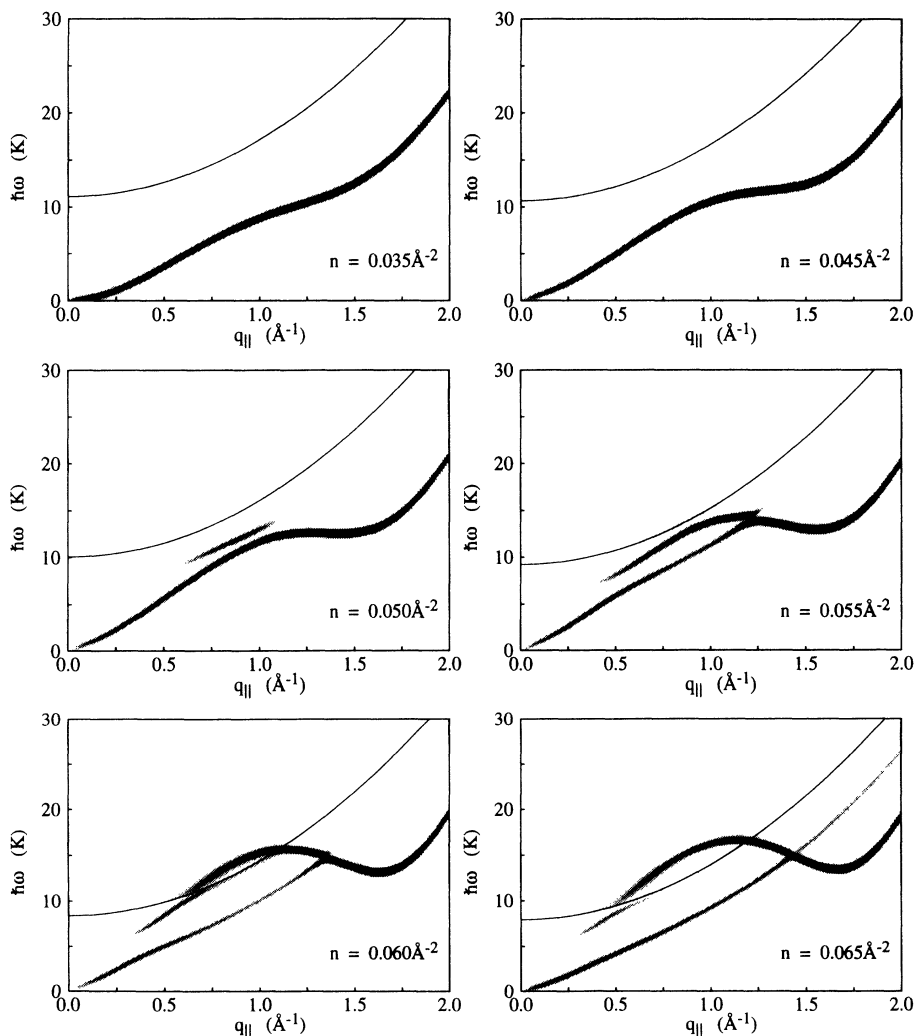 30
20
10
0
ħω (K)
n = 0.035Å⁻²
0.0 0.5 1.0 1.5 2.0
q|| (Å⁻¹)
30
20
10
0
ħω (K)
n = 0.045Å⁻²
0.0 0.5 1.0 1.5 2.0
q|| (Å⁻¹)
30
20
10
0
ħω (K)
n = 0.050Å⁻²
0.0 0.5 1.0 1.5 2.0
q|| (Å⁻¹)
30
20
10
0
ħω (K)
n = 0.055Å⁻²
0.0 0.5 1.0 1.5 2.0
q|| (Å⁻¹)
30
20
10
0
ħω (K)
n = 0.060Å⁻²
0.0 0.5 1.0 1.5 2.0
q|| (Å⁻¹)
30
20
10
0
ħω (K)
n = 0.065Å⁻²
0.0 0.5 1.0 1.5 2.0
q|| (Å⁻¹)